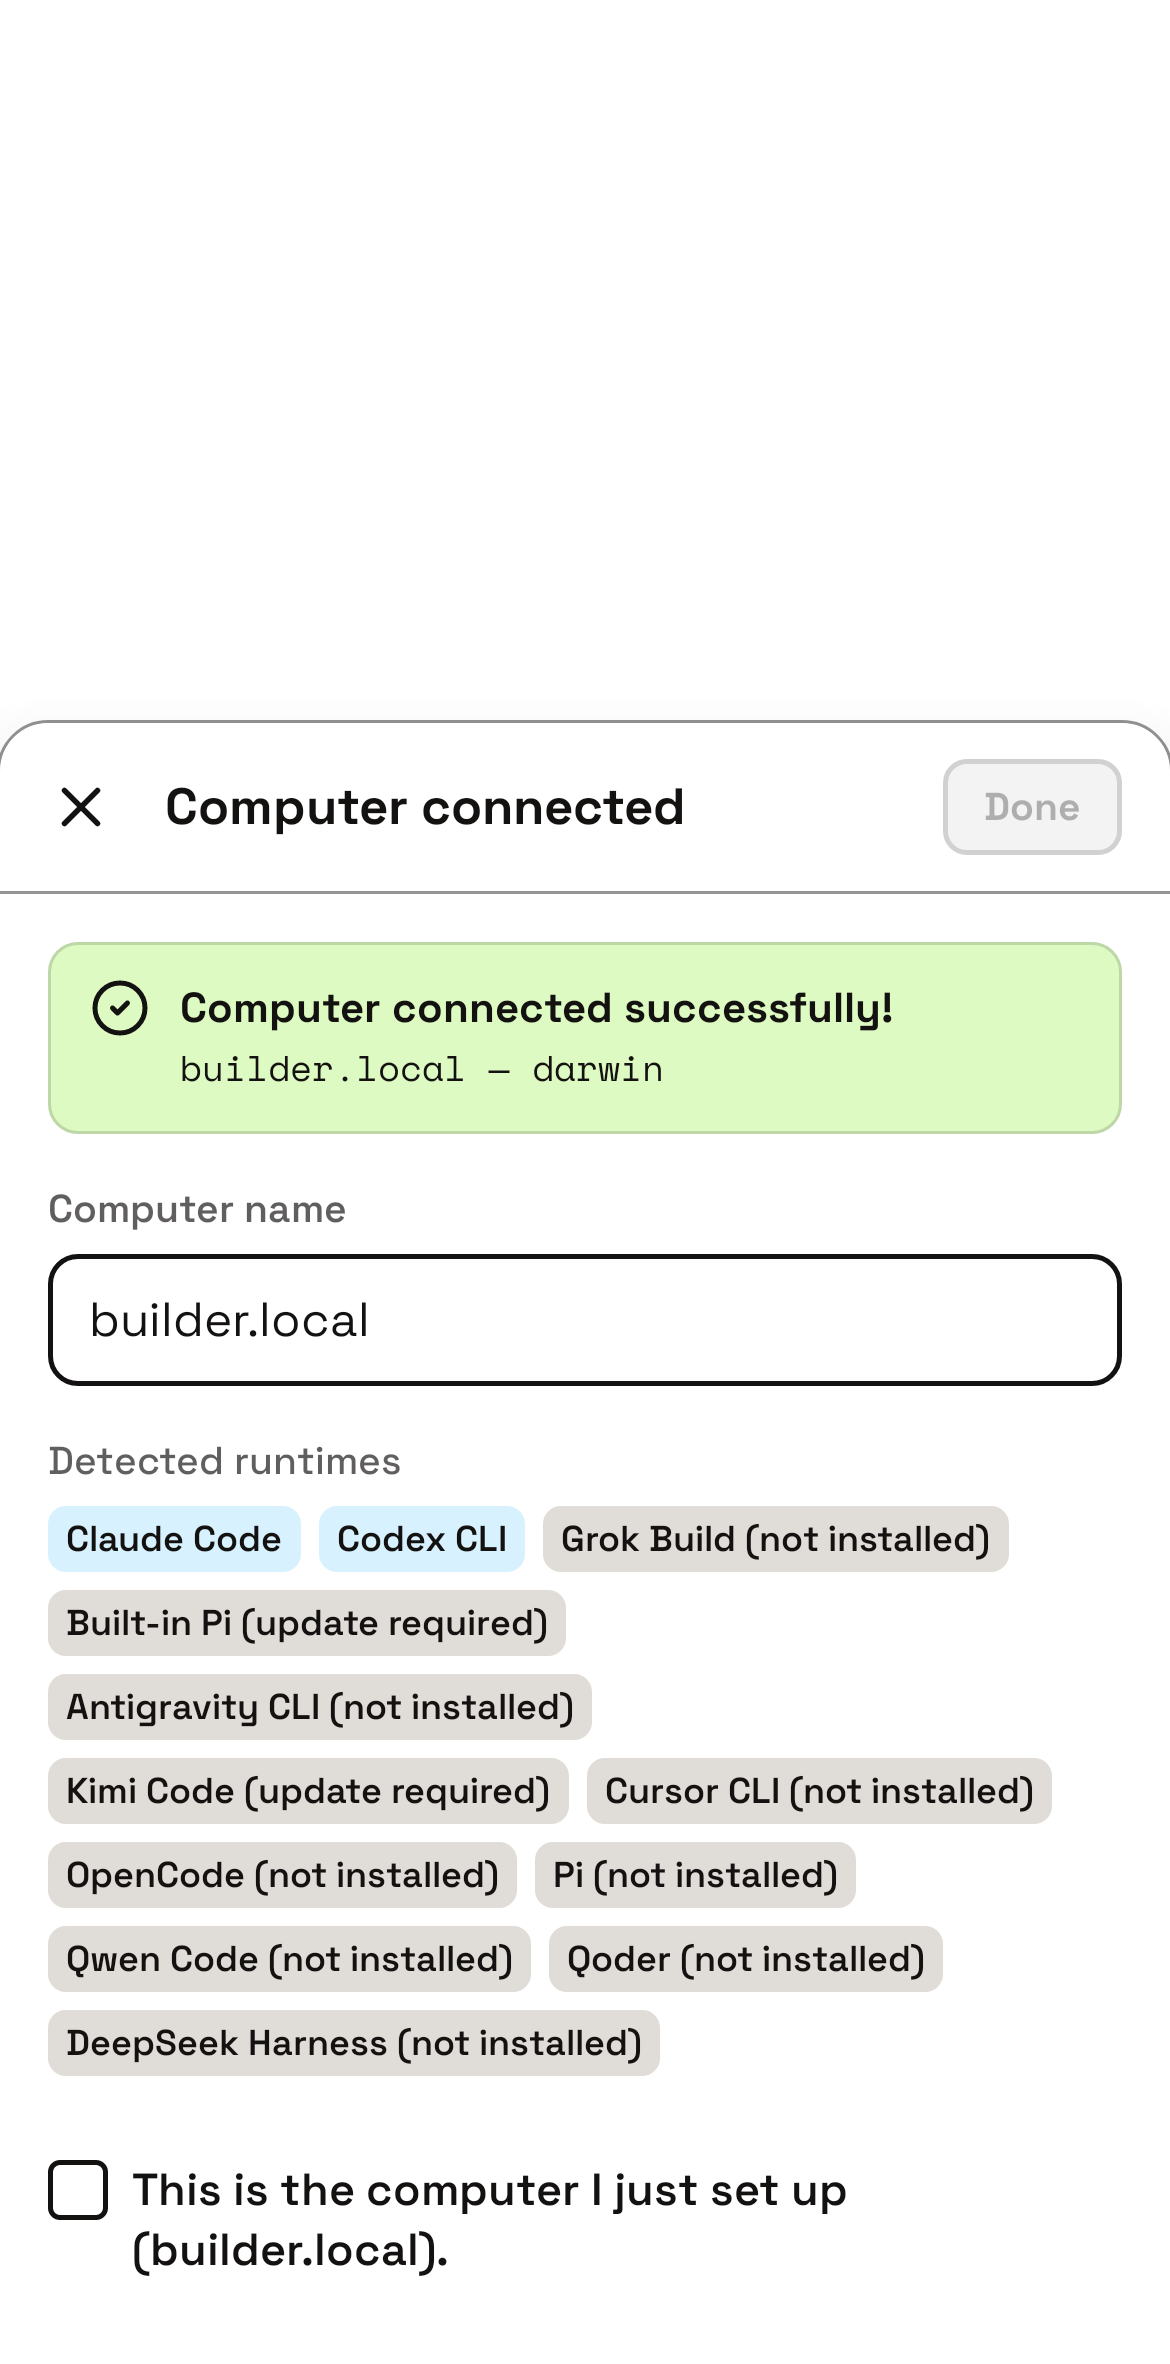 Computer connected
Done
Computer connected successfully!
builder.local — darwin
Computer name
builder.local
Detected runtimes
Claude Code Codex CLI Grok Build (not installed)
Built-in Pi (update required)
Antigravity CLI (not installed)
Kimi Code (update required) Cursor CLI (not installed)
OpenCode (not installed) Pi (not installed)
Qwen Code (not installed) Qoder (not installed)
DeepSeek Harness (not installed)
This is the computer I just set up
(builder.local).